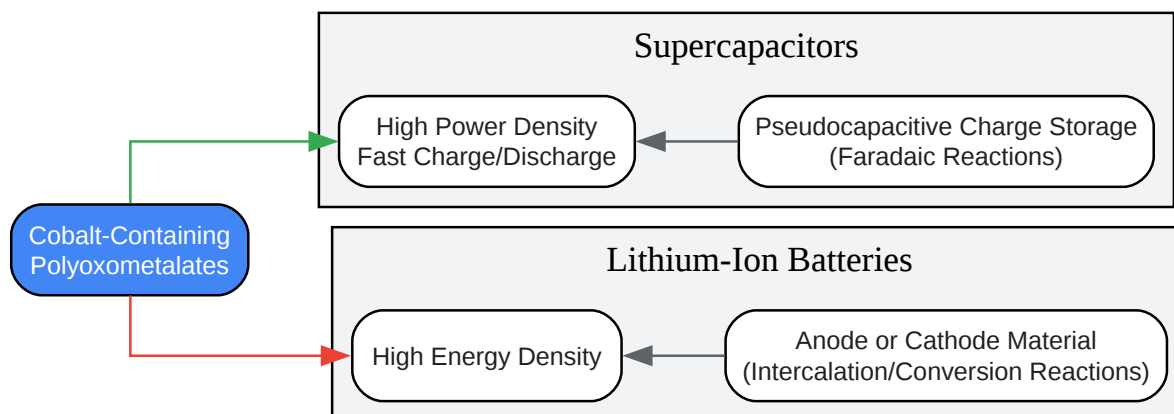 Supercapacitors
High Power Density
Fast Charge/Discharge
Pseudocapacitive Charge Storage
(Faradaic Reactions)
Cobalt-Containing
Polyoxometalates
Lithium-Ion Batteries
High Energy Density
Anode or Cathode Material
(Intercalation/Conversion Reactions)